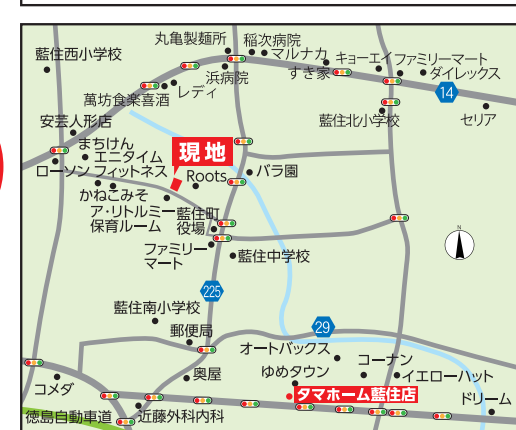 丸亀製麺所
稲次病院
マルナカ
キョーエイ
ファミリーマート
藍住西小学校
浜病院
すき家
ダイレックス
萬坊食楽喜酒
レディ
14
藍住北小学校
セリア
安芸人形店
まちけん
エニタイム
フィットネス
ローソン
現地
Roots
バラ園
かねこみそ
ア・リトルミー
保育ルーム
藍住町
役場
ファミリー
マート
藍住中学校
N
225
藍住南小学校
郵便局
29
オートバックス
ゆめタウン
コーナン
イエローハット
奥屋
コメダ
タマホーム藍住店
ドリーム
徳島自動車道
近藤外科内科